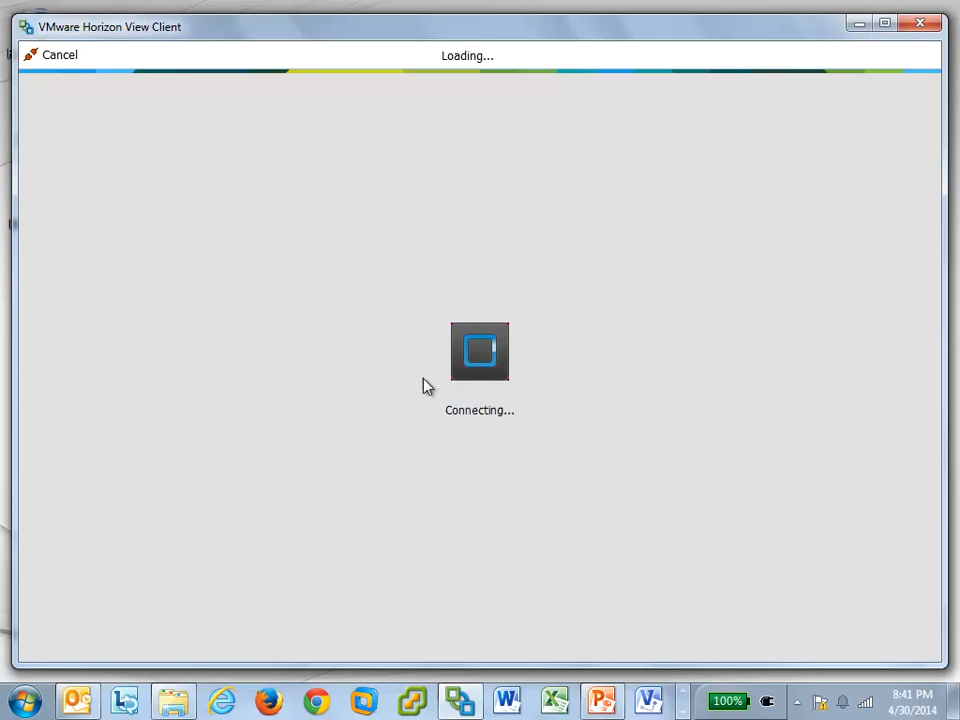 VMware Horizon View Client
Cancel
Loading...
Connecting...
100%
8:41 PM
4/30/2014